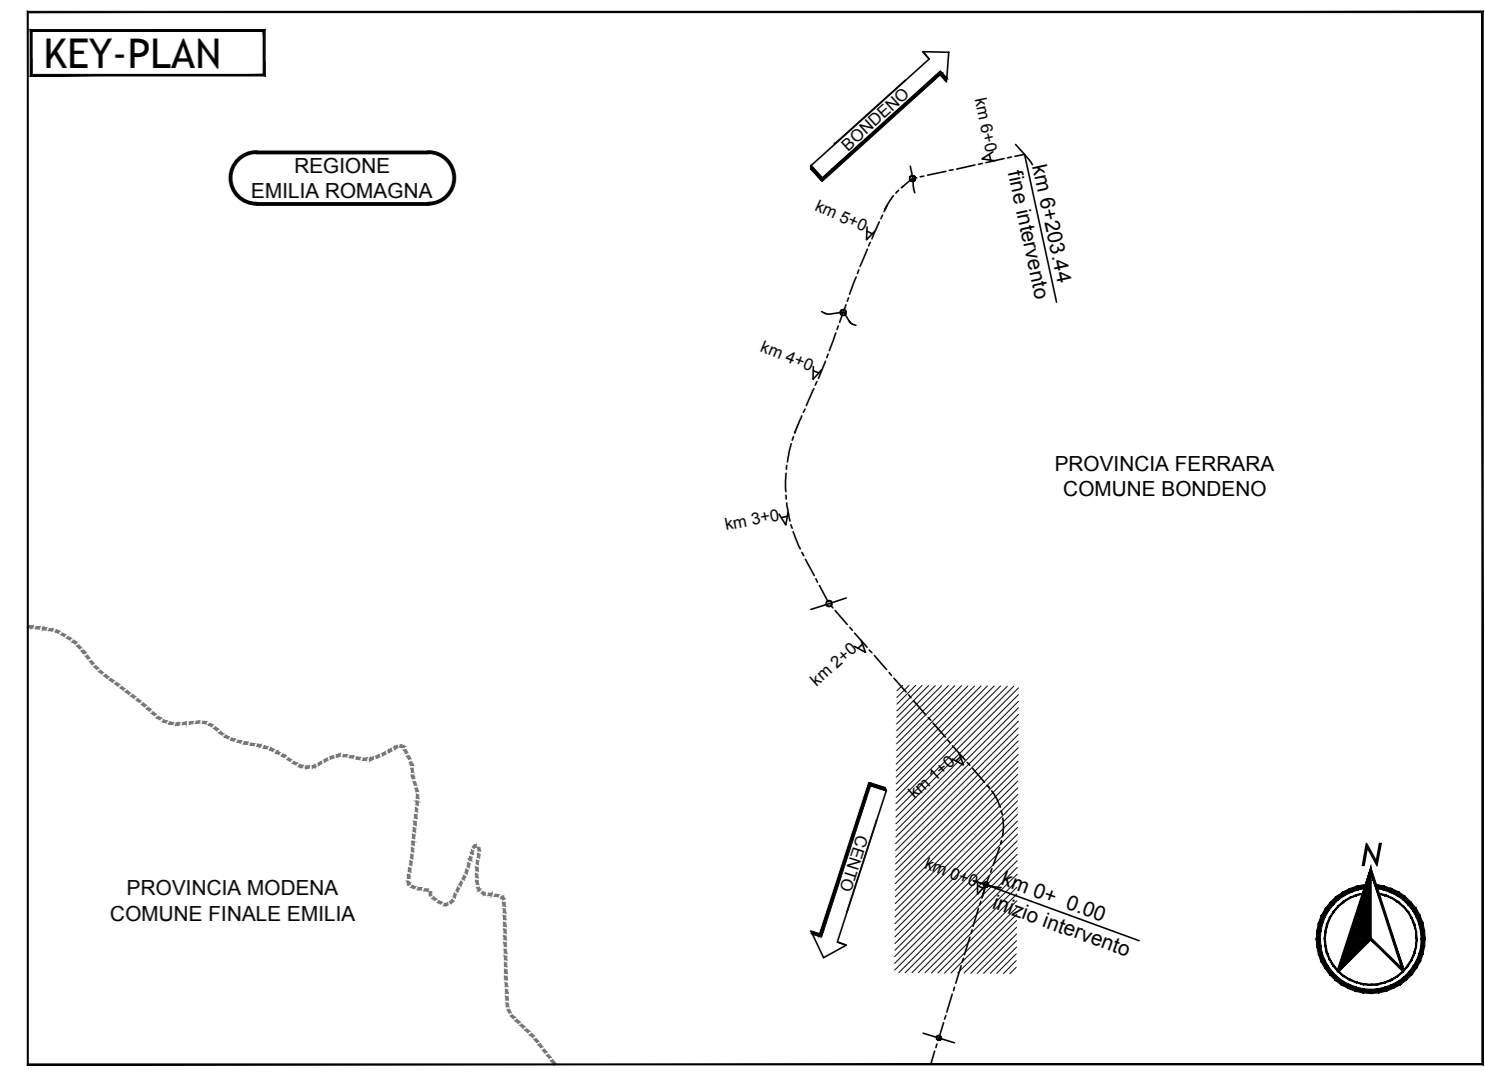 KEY-PLAN
REGIONE
EMILIA ROMAGNA
BONDENO
km 6+0
km 6+203.44
fine intervento
km 5+0
km 4+0
PROVINCIA FERRARA
COMUNE BONDENO
km 3+0
km 2+0
km 1+0
CENTO
km 0+0
km 0+ 0.00
inizio intervento
PROVINCIA MODENA
COMUNE FINALE EMILIA
N